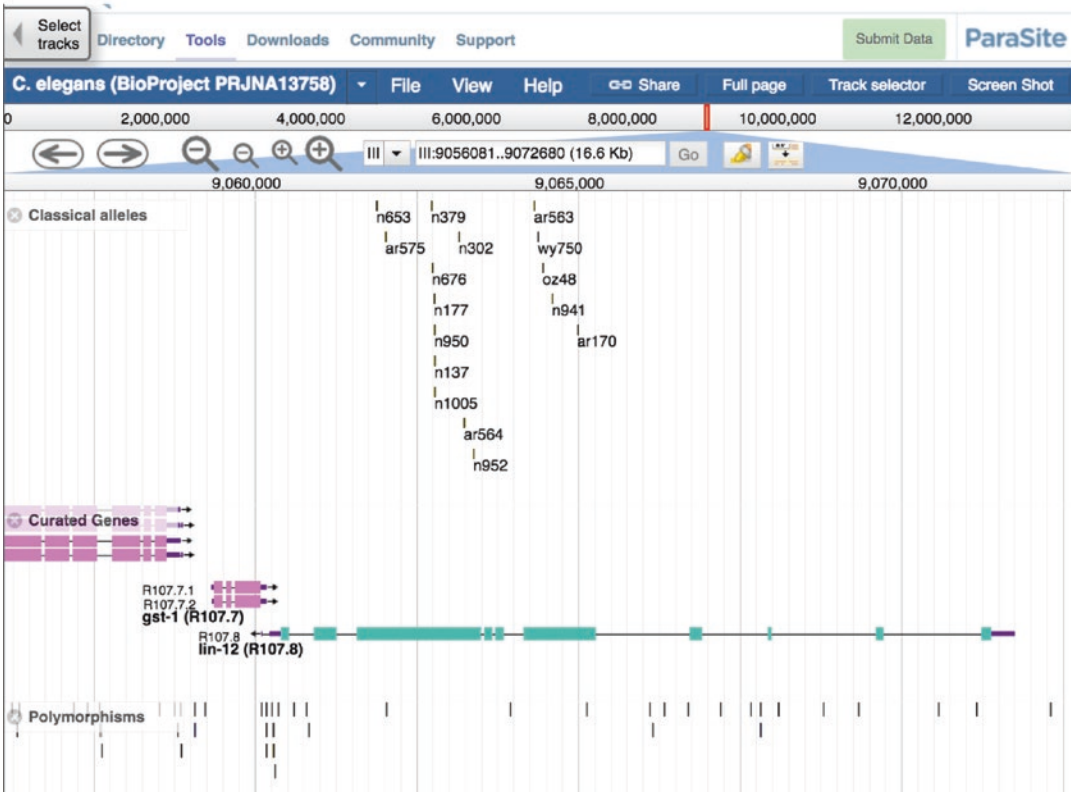 Select
tracks
Directory Tools Downloads Community Support
Submit Data
ParaSite
C. elegans (BioProject PRJNA13758) File View Help Share Full page Track selector Screen Shot
0 2,000,000 4,000,000 6,000,000 8,000,000 10,000,000 12,000,000
III III:9056081..9072680 (16.6 Kb) Go
9,060,000 9,065,000 9,070,000
Classical alleles
n653 n379 ar563
ar575 n302 wy750
n676 oz48
n177 n941
n950 ar170
n137
n1005
ar564
n952
Curated Genes
R107.7.1
R107.7.2
gst-1 (R107.7)
R107.8
lin-12 (R107.8)
Polymorphisms